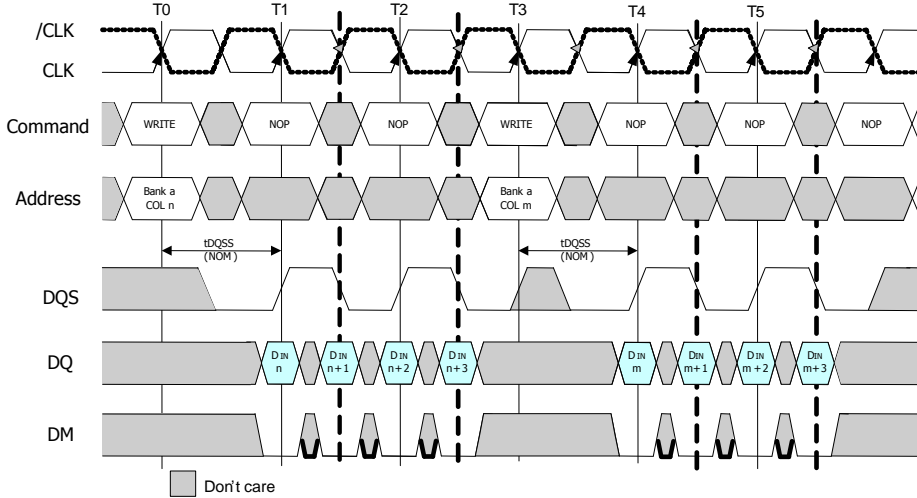 T0 T1 T2 T3 T4 T5
/CLK
CLK
Command WRITE NOP NOP WRITE NOP NOP NOP
Address Bank a COL n Bank a COL m
tDQSS (NOM) tDQSS (NOM)
DQS
DQ DIN n DIN n+1 DIN n+2 DIN n+3 DIN m DIN m+1 DIN m+2 DIN m+3
DM
Don't care